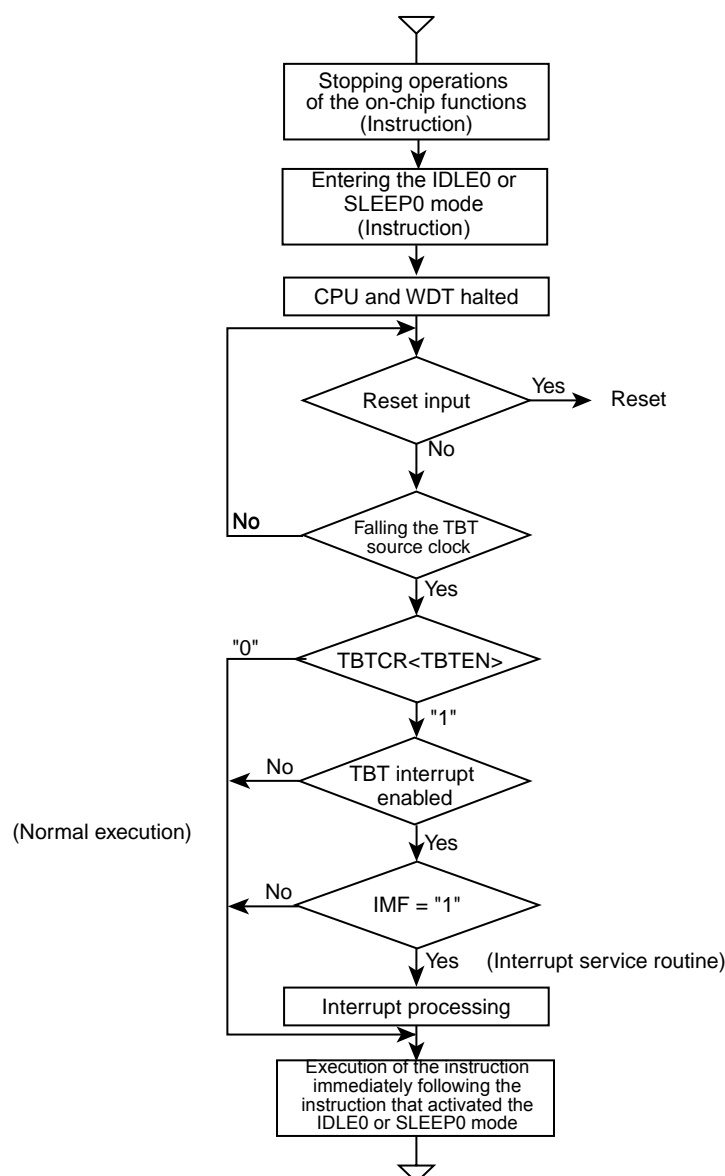 Stopping operations
of the on-chip functions
(Instruction)
Entering the IDLE0 or
SLEEP0 mode
(Instruction)
CPU and WDT halted
Reset input
Yes
Reset
No
No
Falling the TBT
source clock
Yes
"0"
TBTCR<TBTEN>
"1"
No
TBT interrupt
enabled
(Normal execution)
Yes
No
IMF = "1"
Yes
(Interrupt service routine)
Interrupt processing
Execution of the instruction
immediately following the
instruction that activated the
IDLE0 or SLEEP0 mode